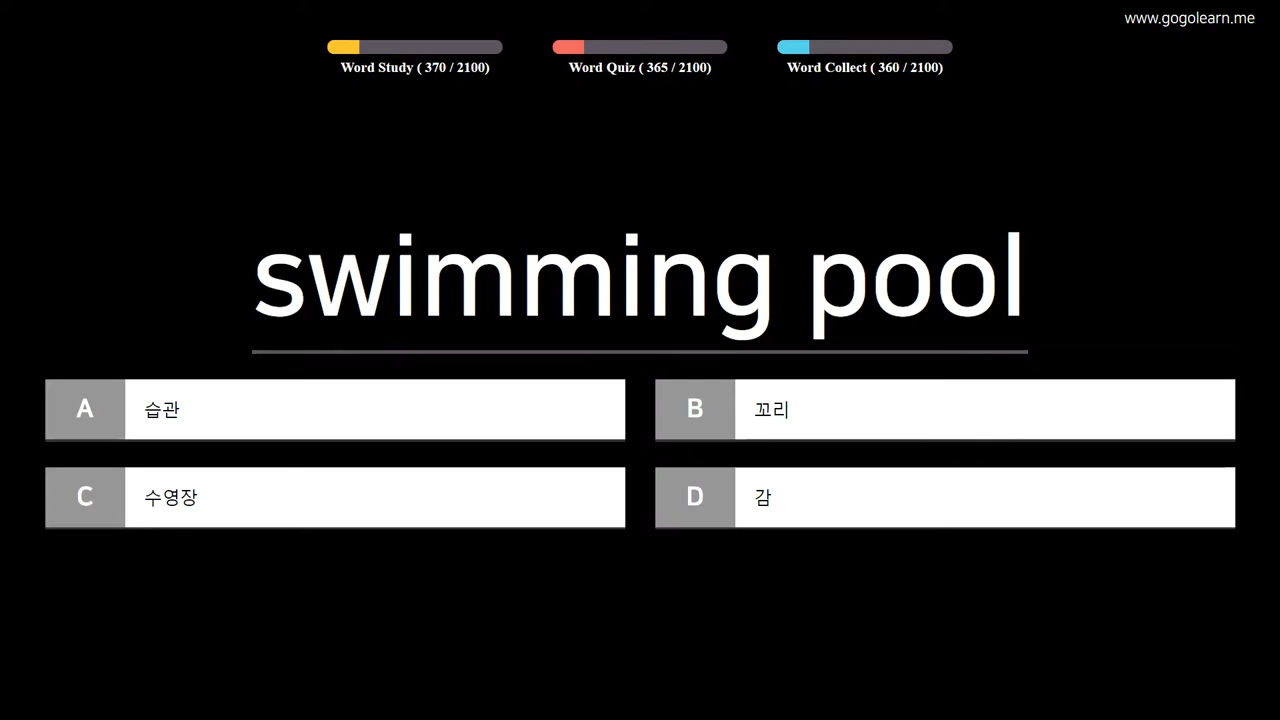 www.gogolearn.me
Word Study ( 370 / 2100)
Word Quiz ( 365 / 2100)
Word Collect ( 360 / 2100)
swimming pool
A 습관
B 꼬리
C 수영장
D 감